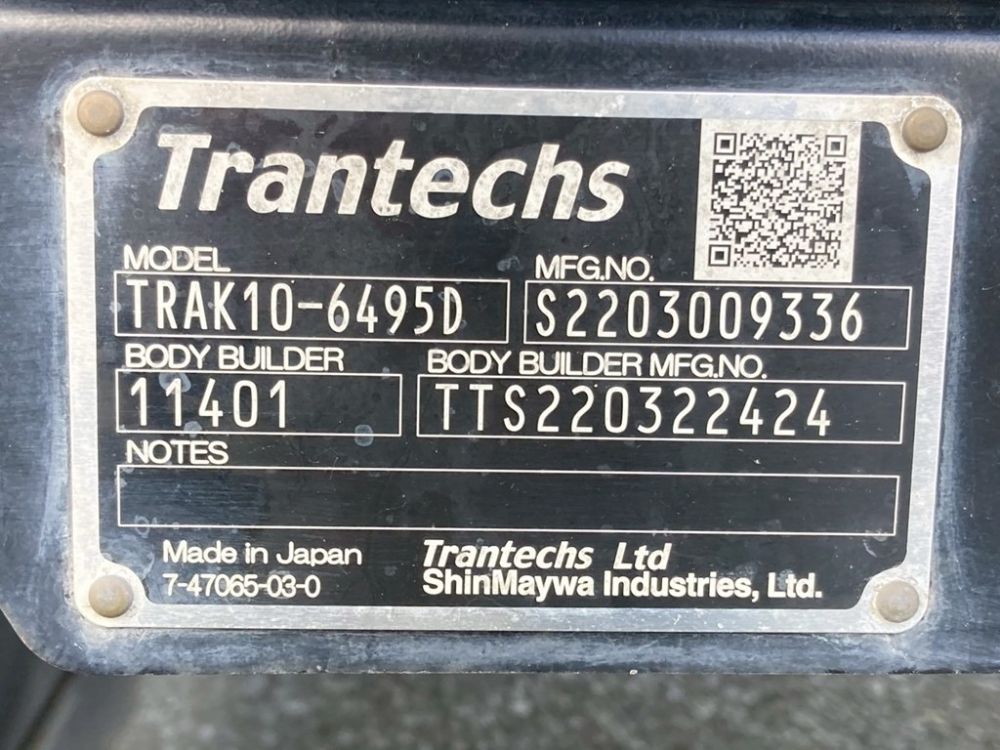 Trantechs
MODEL
MFG.NO.
TRAK10-6495D
S2203009336
BODY BUILDER
BODY BUILDER MFG.NO.
11401
TTS220322424
NOTES
Made in Japan
Trantechs Ltd
7-47065-03-0
ShinMaywa Industries, Ltd.